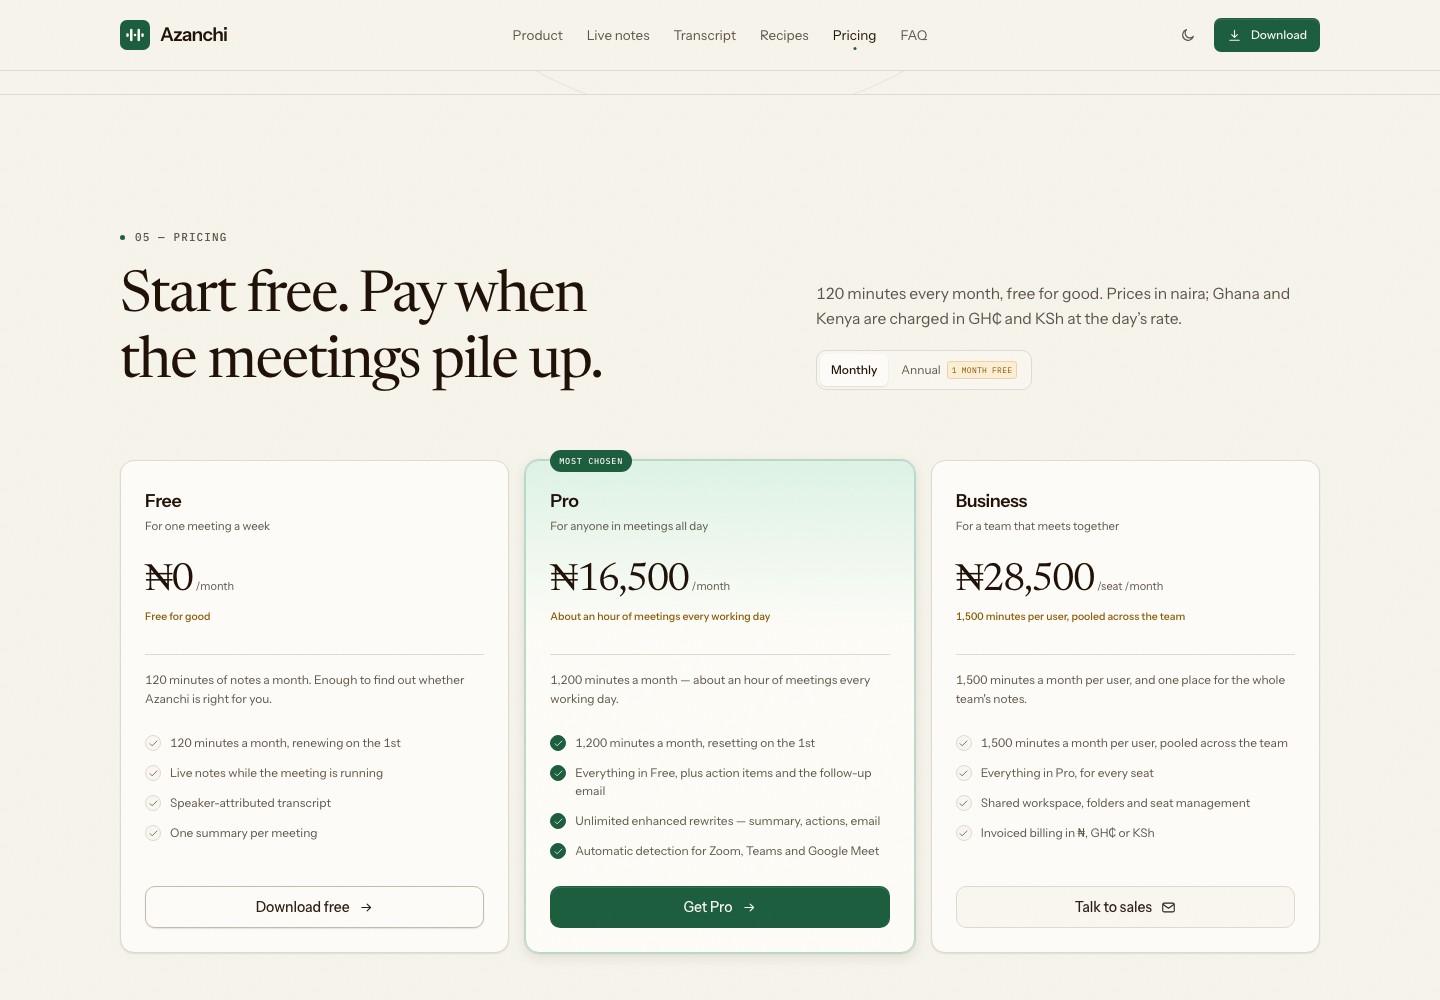 Azanchi
Product
Live notes
Transcript
Recipes
Pricing
FAQ
Download
05 — PRICING
Start free. Pay when
the meetings pile up.
120 minutes every month, free for good. Prices in naira; Ghana and
Kenya are charged in GH₵ and KSh at the day’s rate.
Monthly
Annual
1 MONTH FREE
Free
For one meeting a week
₦0 /month
Free for good
120 minutes of notes a month. Enough to find out whether
Azanchi is right for you.
120 minutes a month, renewing on the 1st
Live notes while the meeting is running
Speaker-attributed transcript
One summary per meeting
Download free →
MOST CHOSEN
Pro
For anyone in meetings all day
₦16,500 /month
About an hour of meetings every working day
1,200 minutes a month — about an hour of meetings every
working day.
1,200 minutes a month, resetting on the 1st
Everything in Free, plus action items and the follow-up
email
Unlimited enhanced rewrites — summary, actions, email
Automatic detection for Zoom, Teams and Google Meet
Get Pro →
Business
For a team that meets together
₦28,500 /seat /month
1,500 minutes per user, pooled across the team
1,500 minutes a month per user, and one place for the whole
team’s notes.
1,500 minutes a month per user, pooled across the team
Everything in Pro, for every seat
Shared workspace, folders and seat management
Invoiced billing in ₦, GH₵ or KSh
Talk to sales